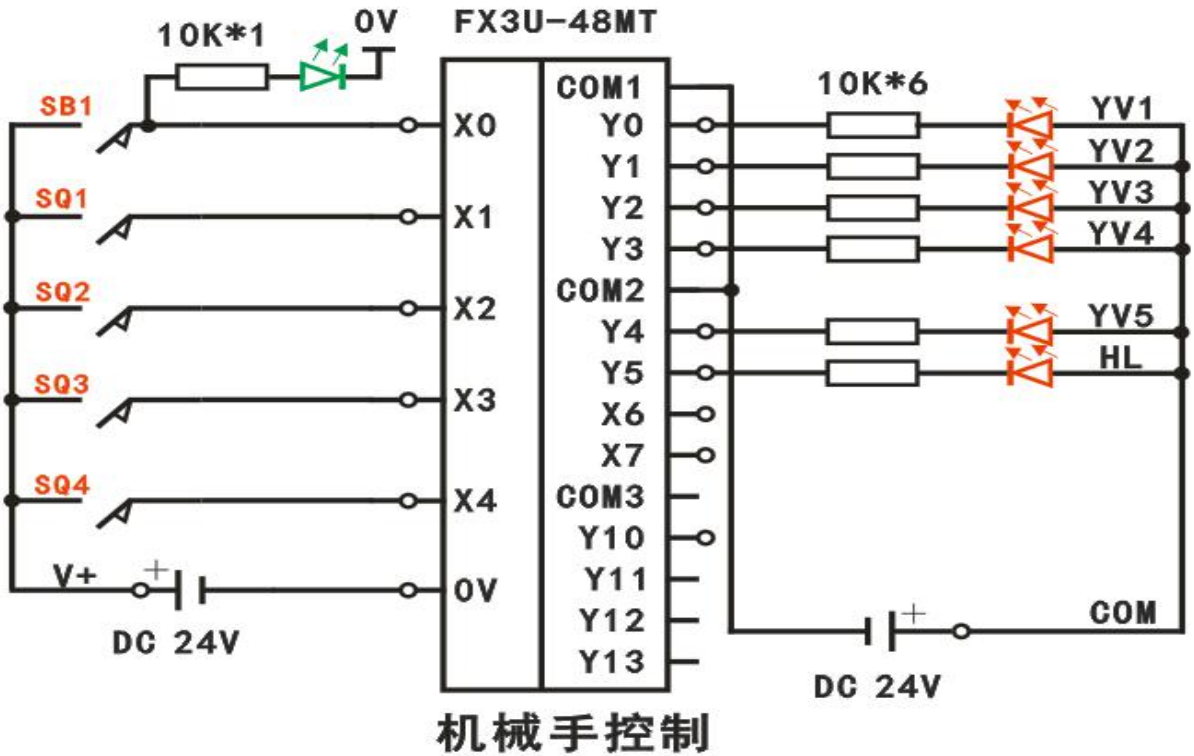 10K*1
0V
FX3U-48MT
SB1
X0
SQ1
X1
SQ2
X2
SQ3
X3
SQ4
X4
V+
+
0V
DC 24V
COM1
Y0
Y1
Y2
Y3
COM2
Y4
Y5
X6
X7
COM3
Y10
Y11
Y12
Y13
10K*6
YV1
YV2
YV3
YV4
YV5
HL
+
COM
DC 24V
机械手控制